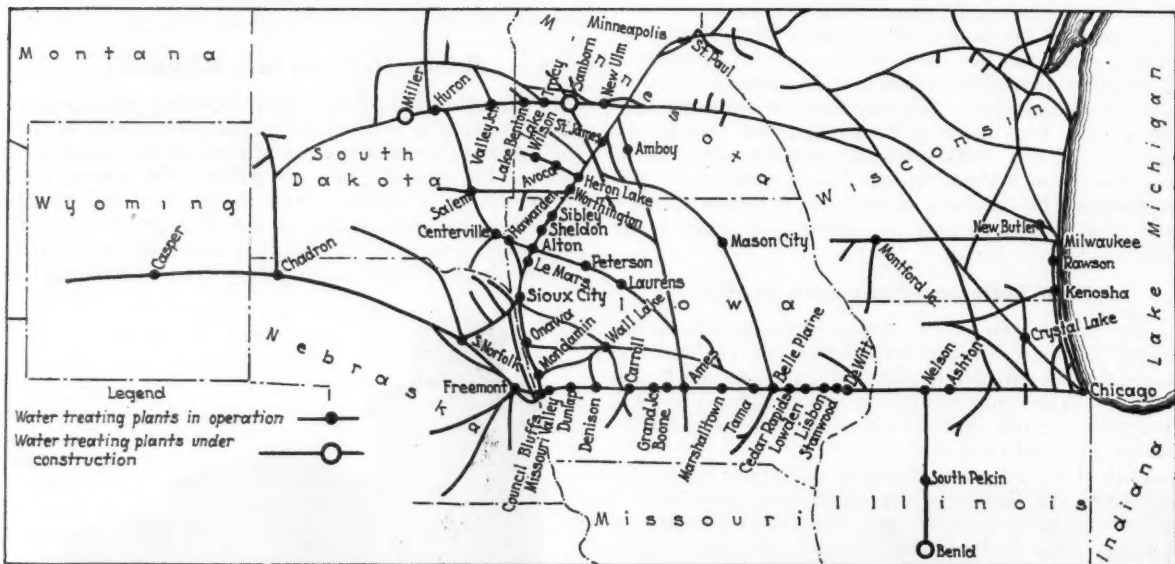 Montana
Minneapolis
Minnesota
St. Paul
Miller
Huron
Valley Jc.
Lake Benton
Tracy
Sanborn
New Ulm
Lake Wilson
St. James
Amboy
South
Dakota
Avoca
Heron Lake
Worthington
Wisconsin
Lake Michigan
Wyoming
Casper
Chadron
Salem
Centerville
Hawarden
Sibley
Sheldon
Alton
Le Mars
Peterson
Laurens
Mason City
New Butler
Milwaukee
Rawson
Kenosha
Montford Jc.
Crystal Lake
Sioux City
Iowa
Onawa
Wall Lake
Mondamin
Nebraska
S. Norfolk
Freemont
Council Bluffs
Missouri Valley
Dunlap
Denison
Carroll
Grand Jc.
Boone
Ames
Marshalltown
Tama
Belle Plaine
Cedar Rapids
Lowden
Lisbon
Stanwood
DeWitt
Nelson
Ashton
Chicago
South Pekin
Benld
Missouri
Illinois
Indiana
Legend
Water treating plants in operation
Water treating plants under
construction